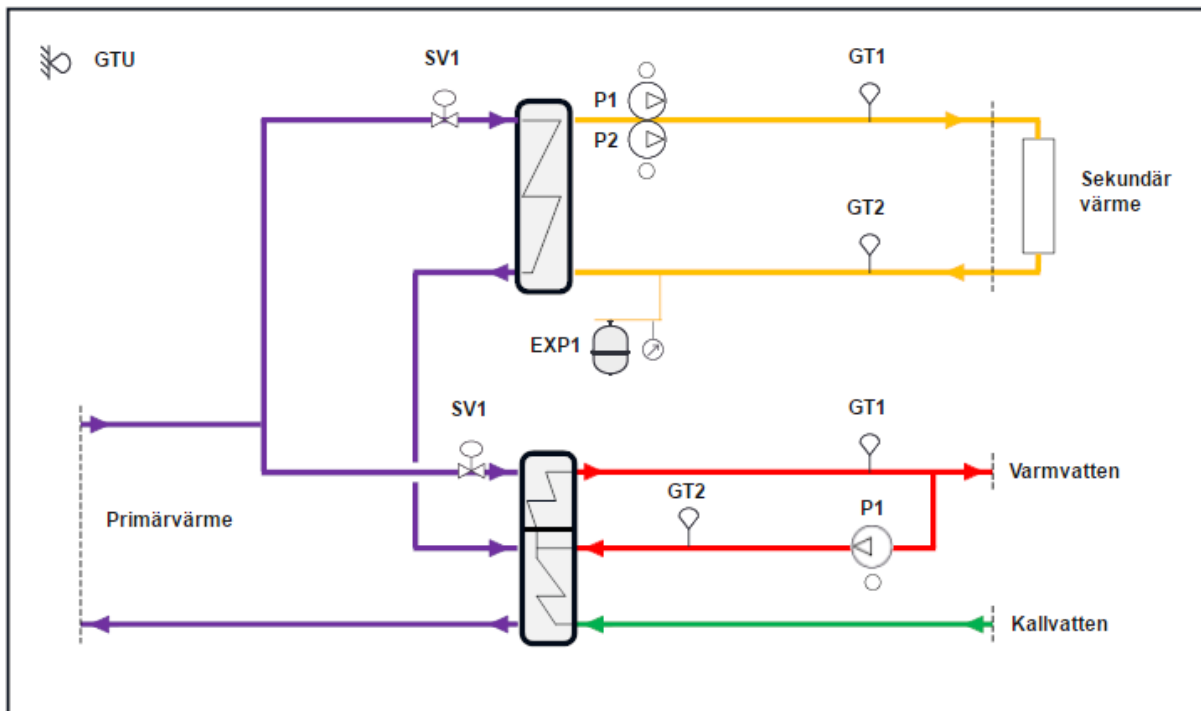 GTU
SV1
P1
P2
GT1
Sekundär
värme
GT2
EXP1
SV1
GT1
Varmvatten
GT2
P1
Primärvärme
Kallvatten